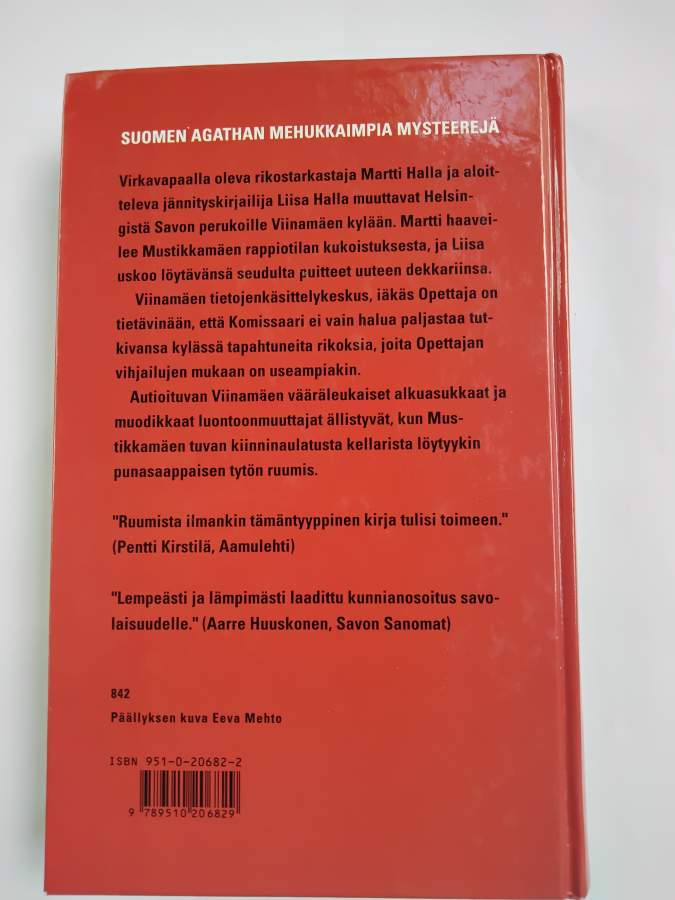 SUOMEN AGATHAN MEHUKKAIMPIA MYSTEEREJÄ
Virkavapaalla oleva rikostarkastaja Martti Halla ja aloit-
televa jännityskirjailija Liisa Halla muuttavat Helsin-
gistä Savon perukoille Viinamäen kylään. Martti haavei-
lee Mustikkamäen rappiotilan kukoistuksesta, ja Liisa
uskoo löytävänsä seudulta puitteet uuteen dekkariinsa.
Viinamäen tietojenkäsittelykeskus, iäkäs Opettaja on
tietävinään, että Komissaari ei vain halua paljastaa tut-
kivansa kylässä tapahtuneita rikoksia, joita Opettajan
vihjailujen mukaan on useampiakin.
Autioituvan Viinamäen vääräleukaiset alkuasukkaat ja
muodikkaat luontoonmuuttajat ällistyvät, kun Mus-
tikkamäen tuvan kiinninaulatusta kellarista löytyykin
punasaappaisen tytön ruumis.
"Ruumista ilmankin tämäntyyppinen kirja tulisi toimeen."
(Pentti Kirstilä, Aamulehti)
"Lempeästi ja lämpimästi laadittu kunnianosoitus savo-
laisuudelle." (Aarre Huuskonen, Savon Sanomat)
842
Päällyksen kuva Eeva Mehto
ISBN 951-0-20682-2
9 789510 206829